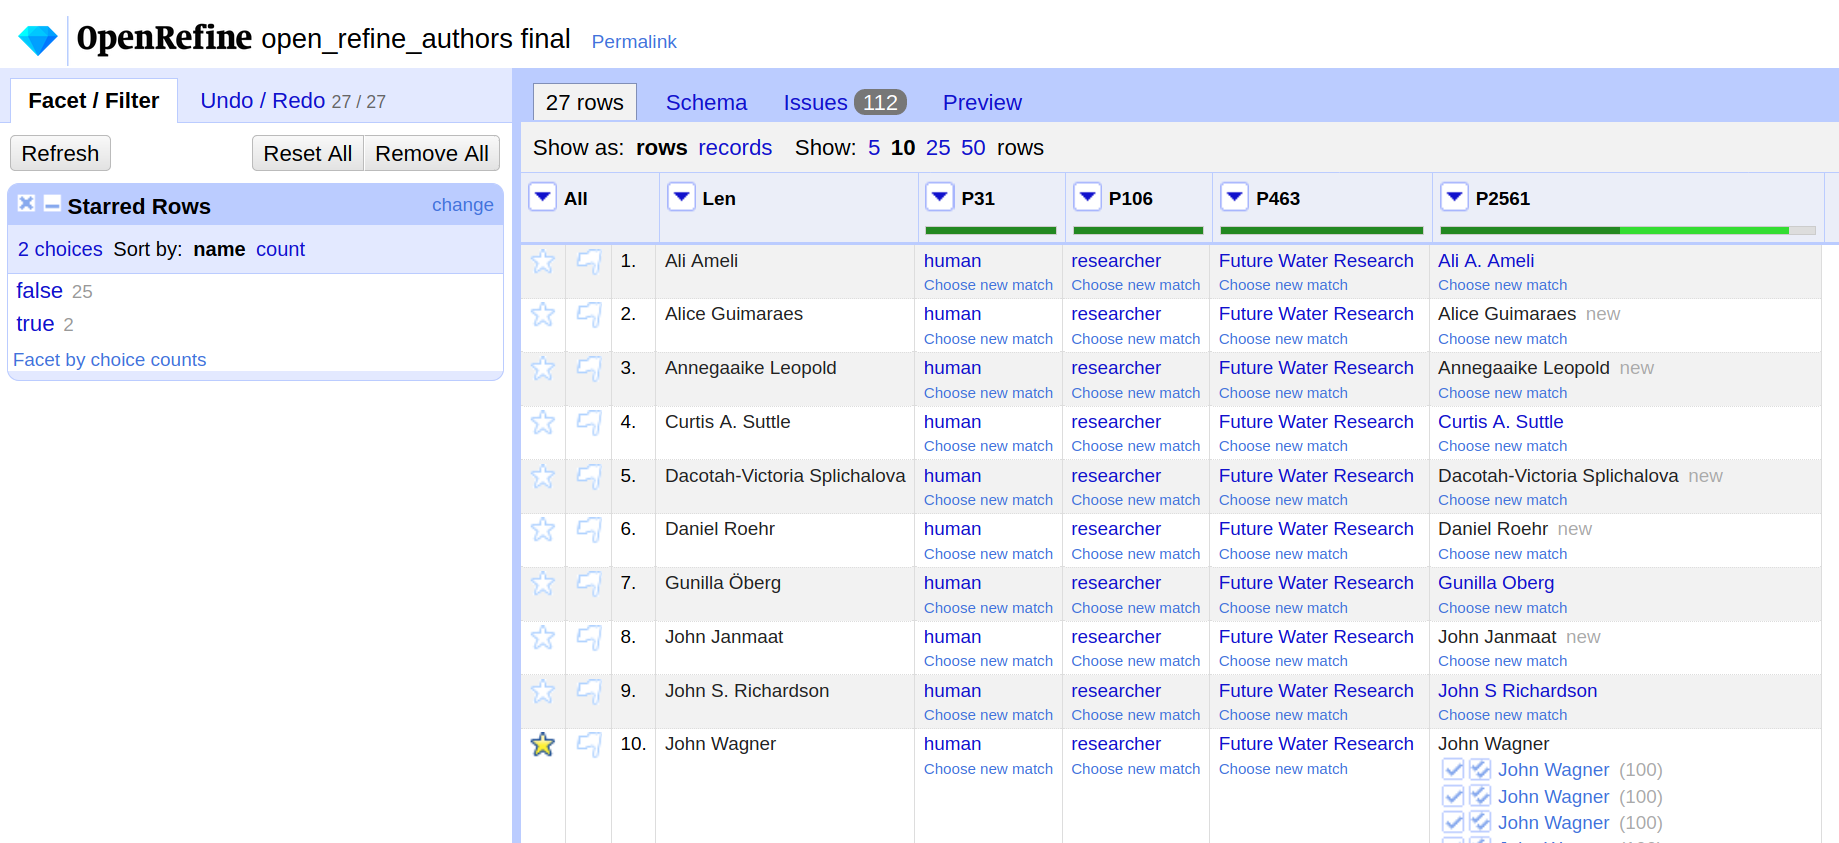 OpenRefine open_refine_authors final Permalink
Facet / Filter Undo / Redo 27 / 27
Refresh Reset All Remove All
Starred Rows change
2 choices Sort by: name count
false 25
true 2
Facet by choice counts
27 rows Schema Issues 112 Preview
Show as: rows records Show: 5 10 25 50 rows
All Len P31 P106 P463 P2561
1. Ali Ameli human researcher Future Water Research Ali A. Ameli
Choose new match Choose new match Choose new match Choose new match
2. Alice Guimaraes human researcher Future Water Research Alice Guimaraes new
Choose new match Choose new match Choose new match Choose new match
3. Annegaaike Leopold human researcher Future Water Research Annegaaike Leopold new
Choose new match Choose new match Choose new match Choose new match
4. Curtis A. Suttle human researcher Future Water Research Curtis A. Suttle
Choose new match Choose new match Choose new match Choose new match
5. Dacotah-Victoria Splichalova human researcher Future Water Research Dacotah-Victoria Splichalova new
Choose new match Choose new match Choose new match Choose new match
6. Daniel Roehr human researcher Future Water Research Daniel Roehr new
Choose new match Choose new match Choose new match Choose new match
7. Gunilla Öberg human researcher Future Water Research Gunilla Oberg
Choose new match Choose new match Choose new match Choose new match
8. John Janmaat human researcher Future Water Research John Janmaat new
Choose new match Choose new match Choose new match Choose new match
9. John S. Richardson human researcher Future Water Research John S Richardson
Choose new match Choose new match Choose new match Choose new match
10. John Wagner human researcher Future Water Research John Wagner
Choose new match Choose new match Choose new match
John Wagner (100)
John Wagner (100)
John Wagner (100)